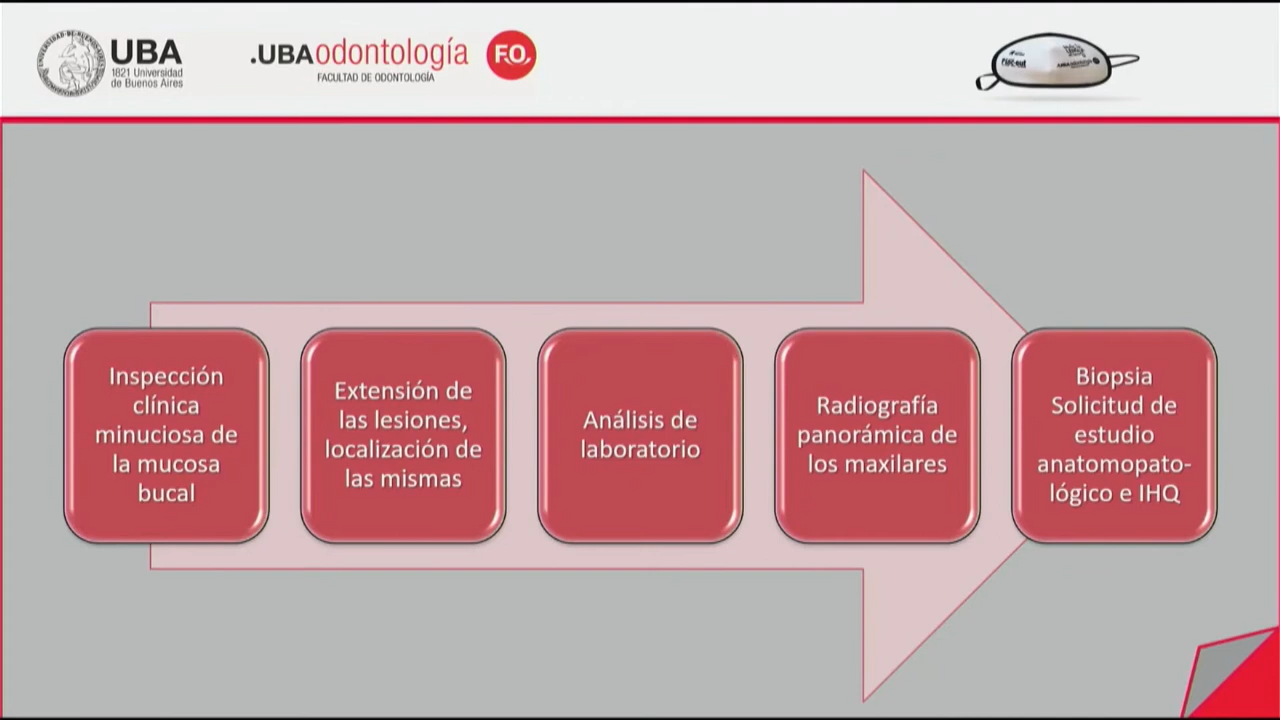 UBA
1821 Universidad
de Buenos Aires
.UBAodontología
FACTULTAD DE ODONTOLOGÍA
F.O.
Inspección
clínica
minuciosa de
la mucosa
bucal
Extensión de
las lesiones,
localización de
las mismas
Análisis de
laboratorio
Radiografía
panorámica de
los maxilares
Biopsia
Solicitud de
estudio
anatomopato-
lógico e IHQ